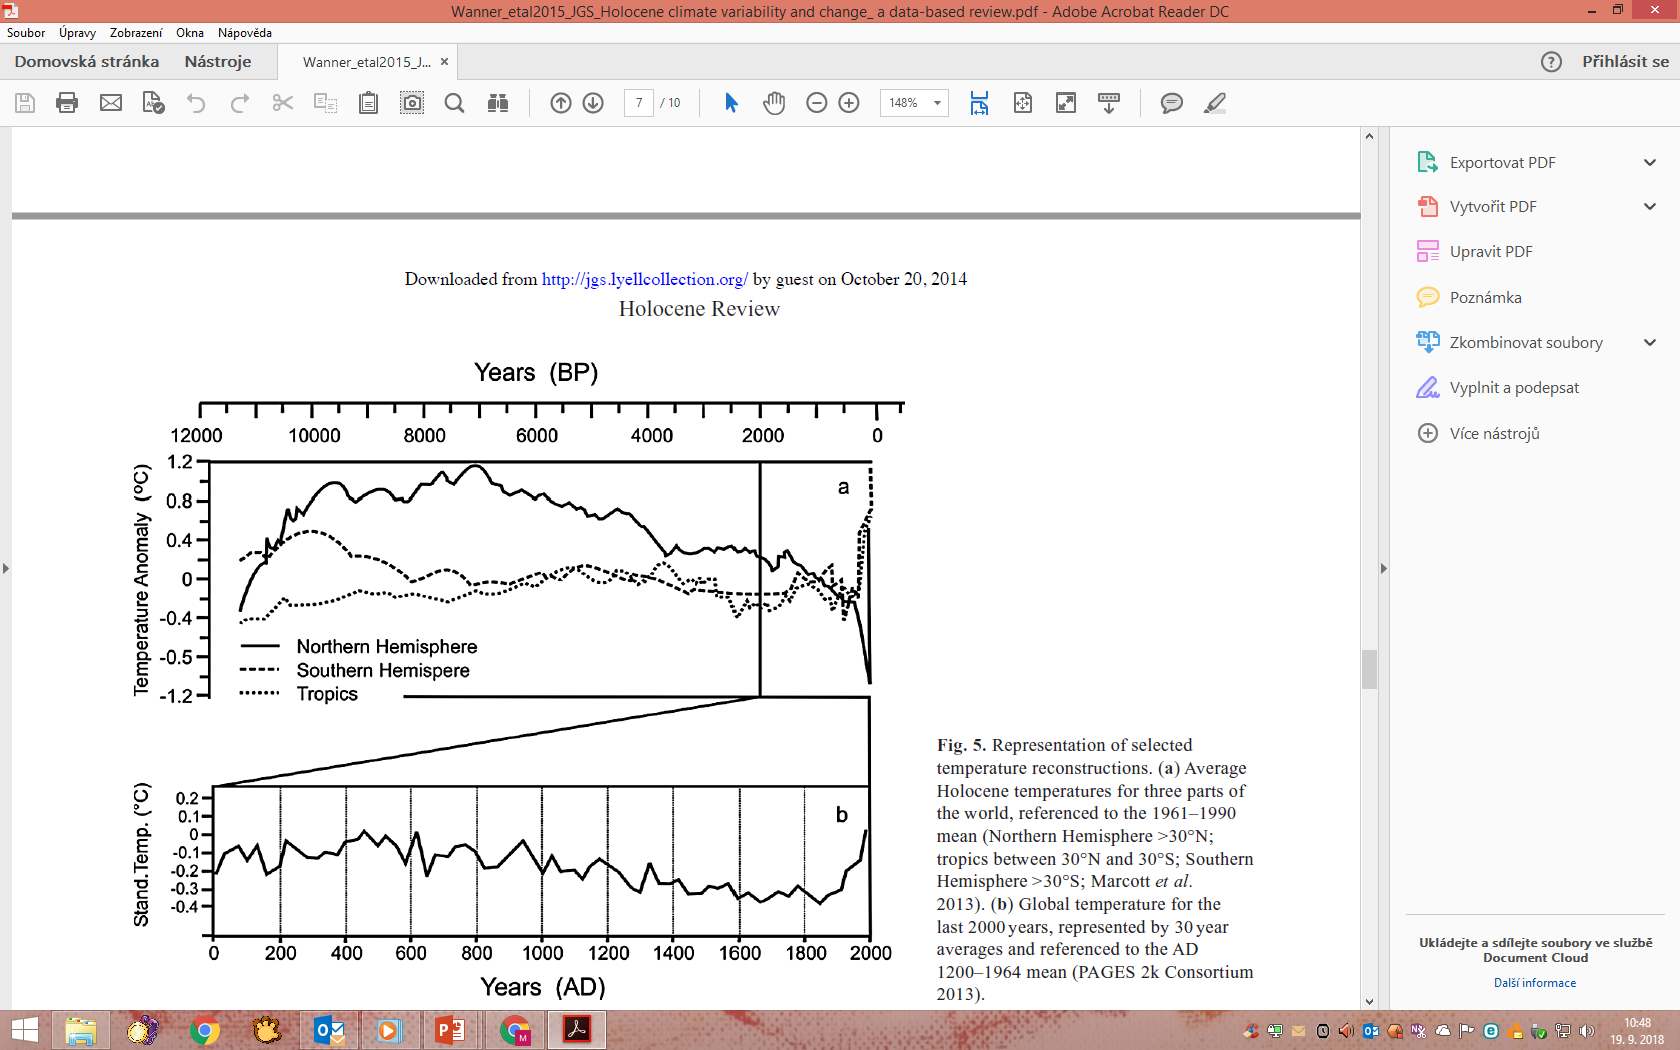 Wanner_etal2015_JGS_Holocene climate variability and change_ a data-based review.pdf - Adobe Acrobat Reader DC
Soubor Úpravy Zobrazení Okna Nápověda
Domovská stránka Nástroje Wanner_etal2015_J... × Přihlásit se
7 / 10 148%
Downloaded from http://jgs.lyellcollection.org/ by guest on October 20, 2014
Holocene Review
Years (BP)
12000 10000 8000 6000 4000 2000 0
Temperature Anomaly (ºC)
1.2
0.8
0.4
0
-0.4
-0.5
-1.2
a
Northern Hemisphere
Southern Hemispere
Tropics
Stand.Temp. (°C)
0.2
0.1
0
-0.1
-0.2
-0.3
-0.4
b
0 200 400 600 800 1000 1200 1400 1600 1800 2000
Years (AD)
Fig. 5. Representation of selected
temperature reconstructions. (a) Average
Holocene temperatures for three parts of
the world, referenced to the 1961–1990
mean (Northern Hemisphere >30°N;
tropics between 30°N and 30°S; Southern
Hemisphere >30°S; Marcott et al.
2013). (b) Global temperature for the
last 2000 years, represented by 30 year
averages and referenced to the AD
1200–1964 mean (PAGES 2k Consortium
2013).
Exportovat PDF
Vytvořit PDF
Upravit PDF
Poznámka
Zkombinovat soubory
Vyplnit a podepsat
Více nástrojů
Ukládejte a sdílejte soubory ve službě
Document Cloud
Další informace
10:48
19. 9. 2018